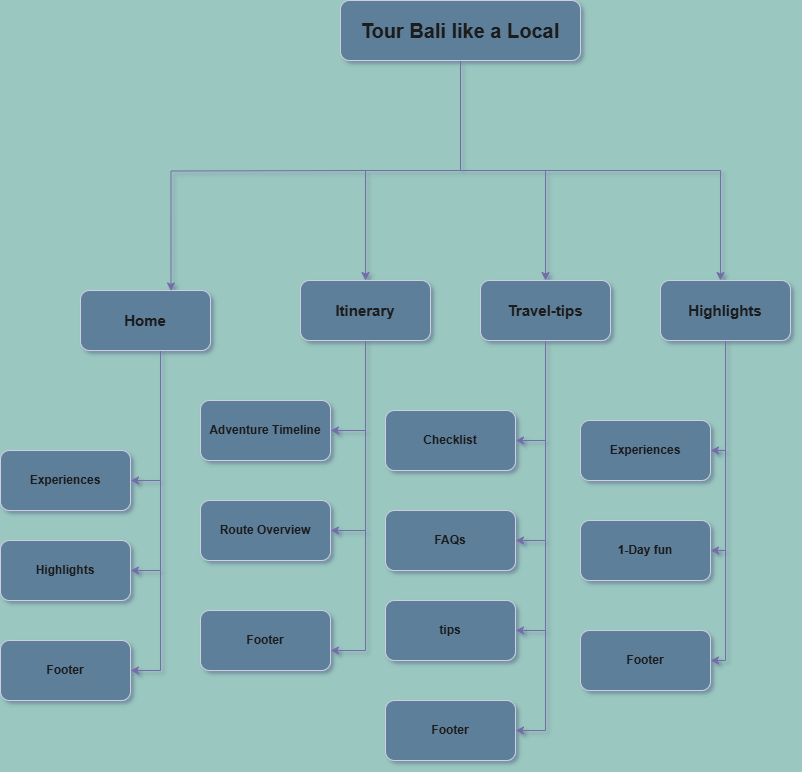 Tour Bali like a Local
Home
Itinerary
Travel-tips
Highlights
Experiences
Highlights
Footer
Adventure Timeline
Route Overview
Footer
Checklist
FAQs
tips
Footer
Experiences
1-Day fun
Footer